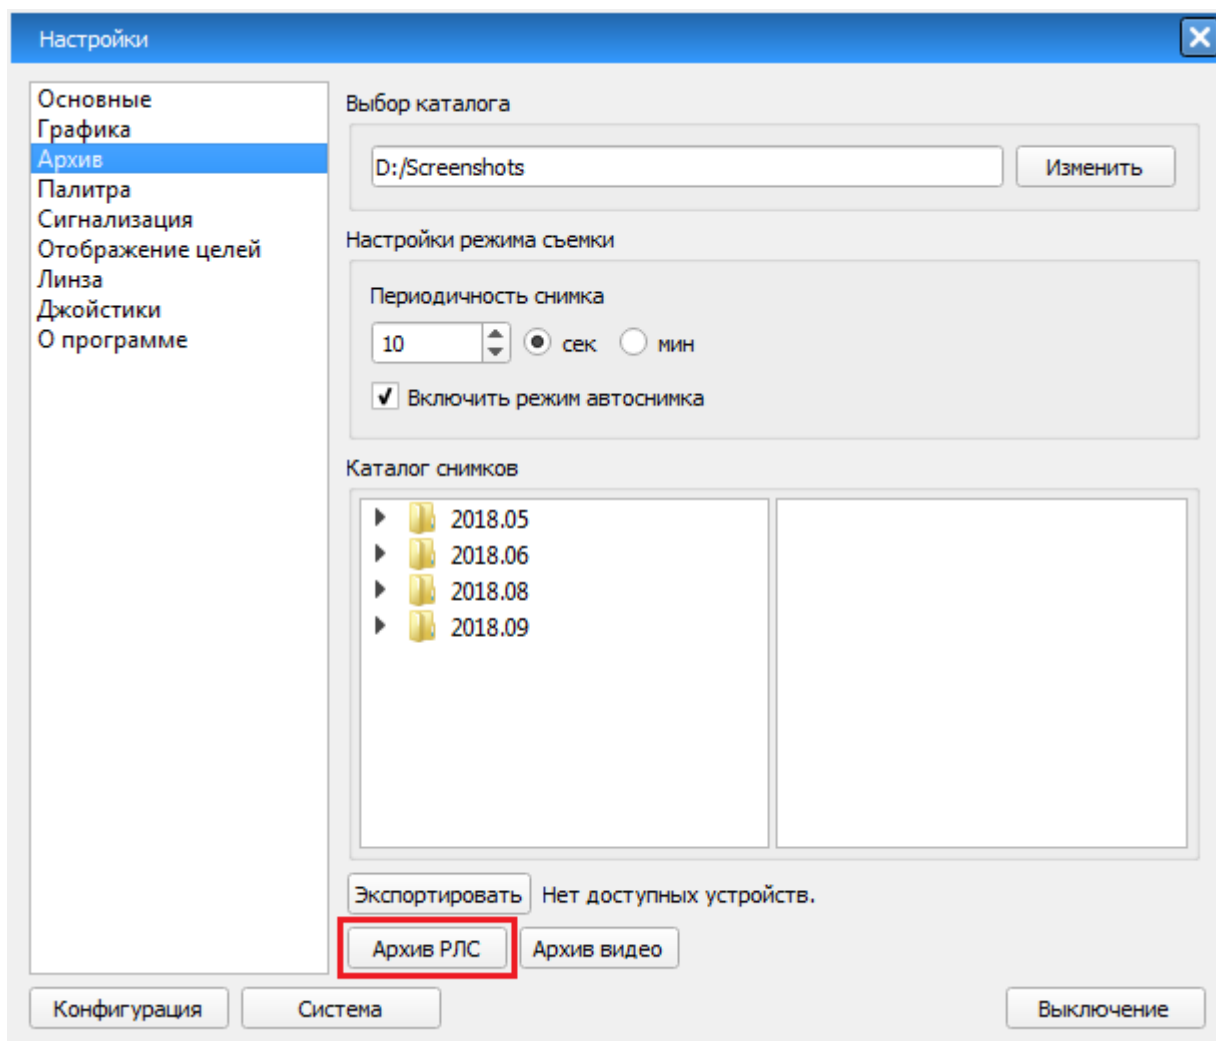 Настройки
Основные
Графика
Архив
Палитра
Сигнализация
Отображение целей
Линза
Джойстики
О программе
Выбор каталога
D:/Screenshots
Изменить
Настройки режима съемки
Периодичность снимка
10 сек мин
Включить режим автоснимка
Каталог снимков
2018.05
2018.06
2018.08
2018.09
Экспортировать Нет доступных устройств.
Архив РЛС Архив видео
Конфигурация Система Выключение